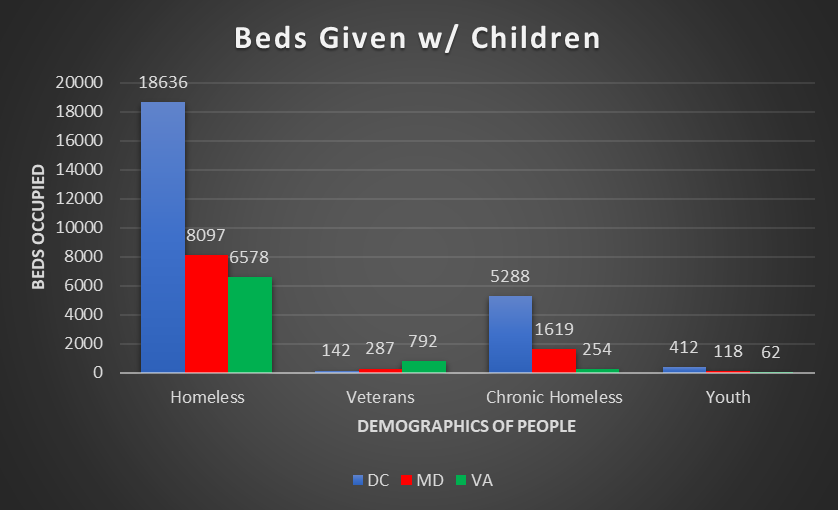 Beds Given w/ Children
BEDS OCCUPIED
20000
18000
16000
14000
12000
10000
8000
6000
4000
2000
0
18636
8097
6578
142
287
792
5288
1619
254
412
118
62
Homeless
Veterans
Chronic Homeless
Youth
DEMOGRAPHICS OF PEOPLE
DC
MD
VA